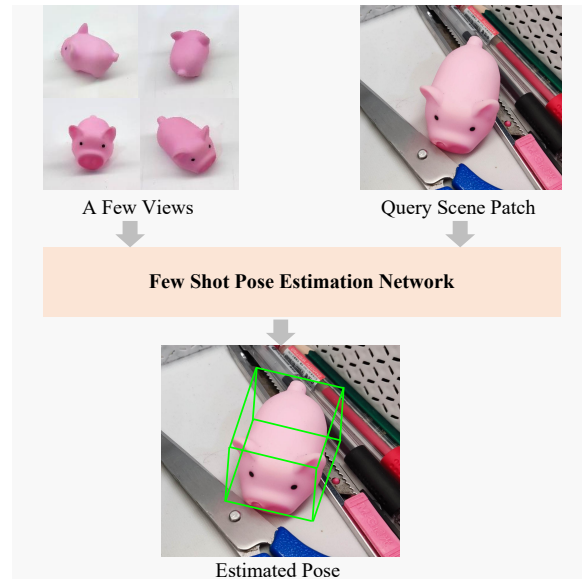 A Few Views
Query Scene Patch
Few Shot Pose Estimation Network
Estimated Pose